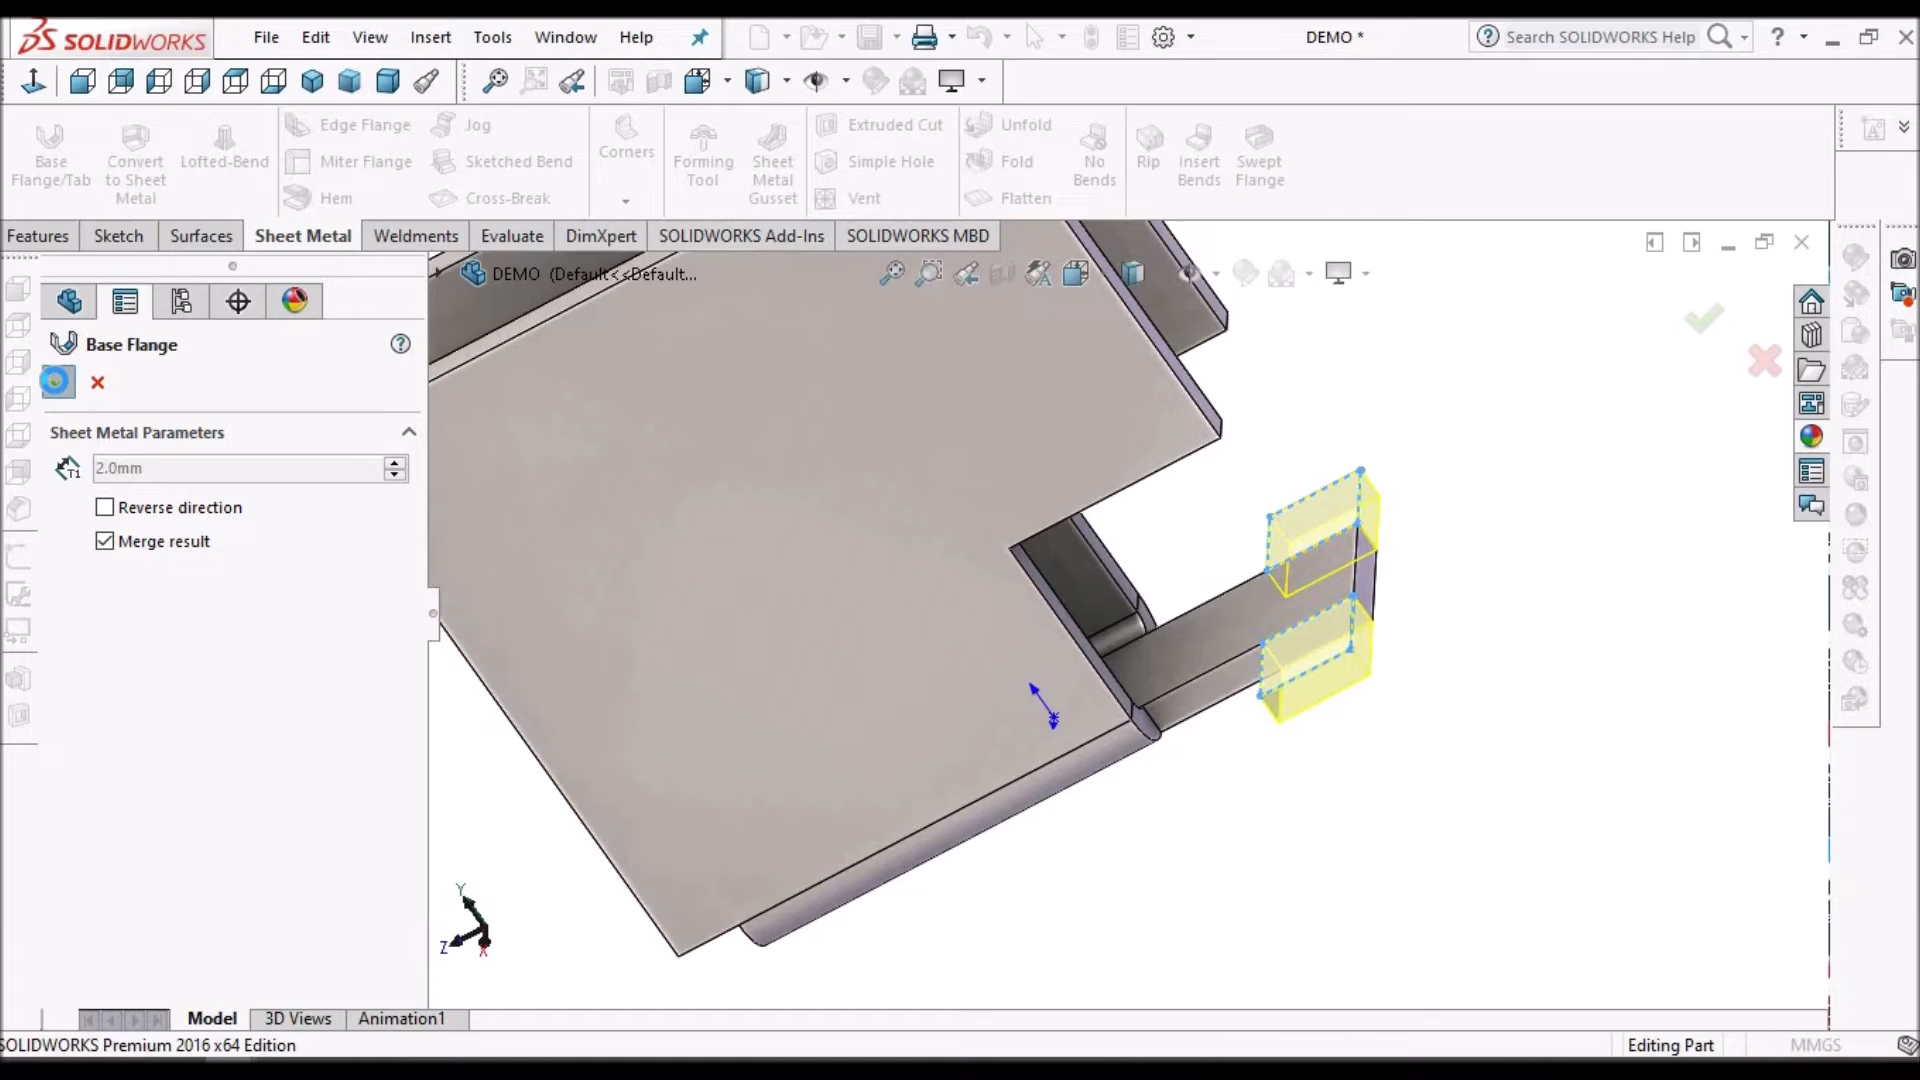 SOLIDWORKS
File Edit View Insert Tools Window Help
DEMO *
Search SOLIDWORKS Help
?
Base Flange/Tab
Convert to Sheet Metal
Lofted-Bend
Edge Flange
Miter Flange
Hem
Jog
Sketched Bend
Cross-Break
Corners
Forming Tool
Sheet Metal Gusset
Extruded Cut
Simple Hole
Vent
Unfold
Fold
Flatten
No Bends
Rip
Insert Bends
Swept Flange
Features Sketch Surfaces Sheet Metal Weldments Evaluate DimXpert SOLIDWORKS Add-Ins SOLIDWORKS MBD
DEMO (Default<<Default...
Base Flange
Sheet Metal Parameters
2.0mm
Reverse direction
Merge result
Y
Z
X
Model 3D Views Animation1
SOLIDWORKS Premium 2016 x64 Edition
Editing Part
MMGS